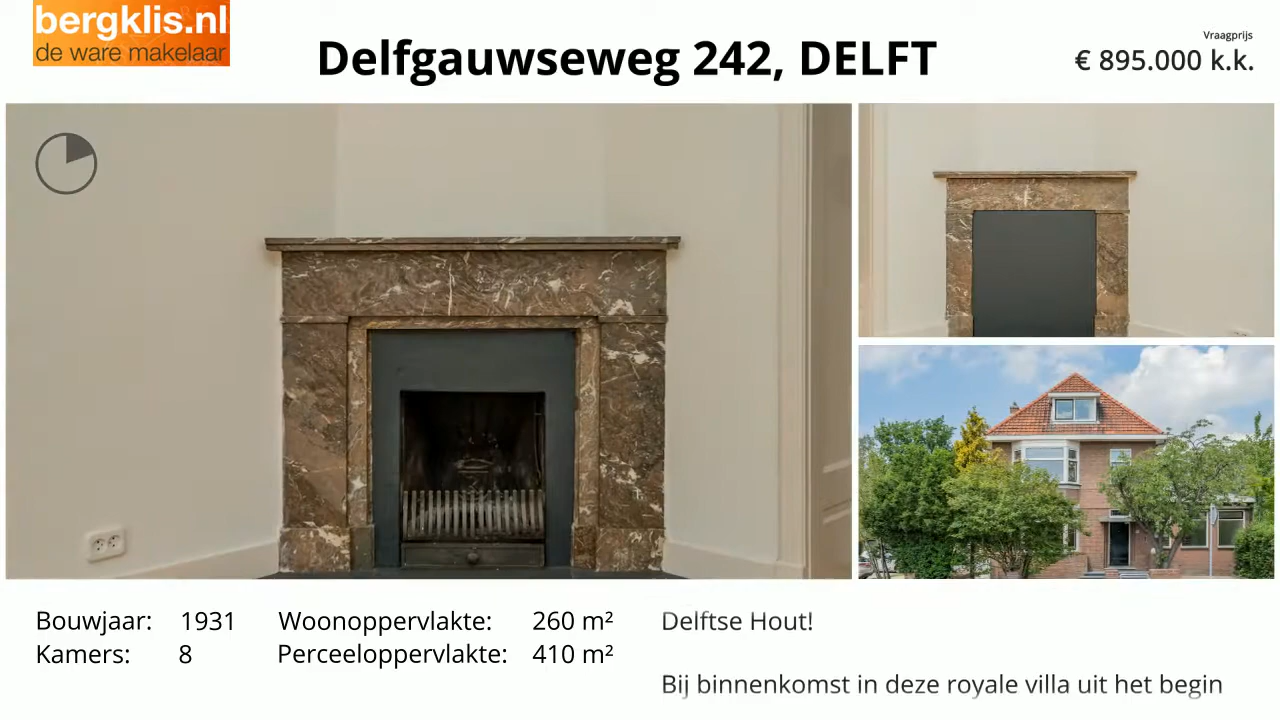 bergklis.nl
de ware makelaar
Delfgauwseweg 242, DELFT
Vraagprijs
€ 895.000 k.k.
Bouwjaar: 1931
Kamers: 8
Woonoppervlakte: 260 m²
Perceeloppervlakte: 410 m²
Delftse Hout!
Bij binnenkomst in deze royale villa uit het begin